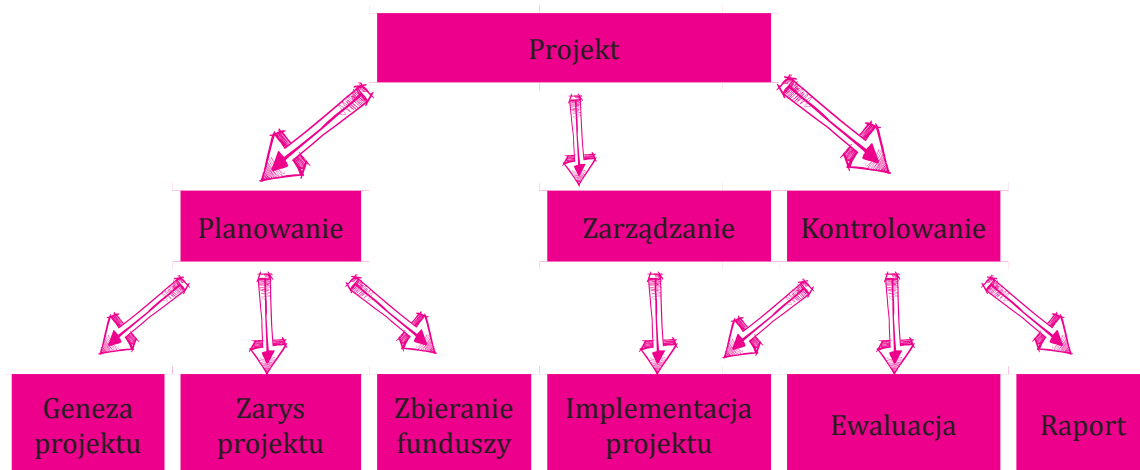 Projekt
Planowanie
Zarządzanie
Kontrolowanie
Geneza
projektu
Zarys
projektu
Zbieranie
funduszy
Implementacja
projektu
Ewaluacja
Raport